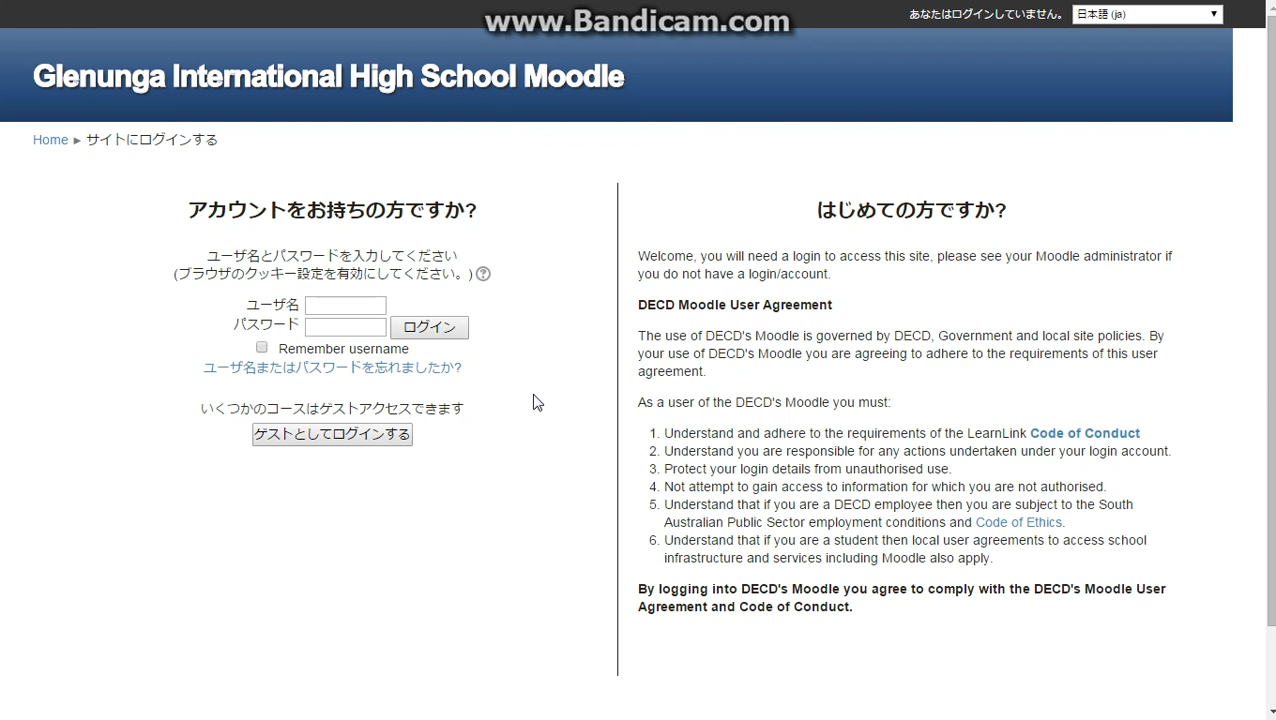 www.Bandicam.com
あなたはログインしていません。 日本語 (ja)
Glenunga International High School Moodle
Home ► サイトにログインする
アカウントをお持ちの方ですか?
ユーザ名とパスワードを入力してください
(ブラウザのクッキー設定を有効にしてください。)
ユーザ名
パスワード ログイン
Remember username
ユーザ名またはパスワードを忘れましたか?
いくつかのコースはゲストアクセスできます
ゲストとしてログインする
はじめての方ですか?
Welcome, you will need a login to access this site, please see your Moodle administrator if
you do not have a login/account.
DECD Moodle User Agreement
The use of DECD's Moodle is governed by DECD, Government and local site policies. By
your use of DECD's Moodle you are agreeing to adhere to the requirements of this user
agreement.
As a user of the DECD's Moodle you must:
1. Understand and adhere to the requirements of the LearnLink Code of Conduct
2. Understand you are responsible for any actions undertaken under your login account.
3. Protect your login details from unauthorised use.
4. Not attempt to gain access to information for which you are not authorised.
5. Understand that if you are a DECD employee then you are subject to the South
Australian Public Sector employment conditions and Code of Ethics.
6. Understand that if you are a student then local user agreements to access school
infrastructure and services including Moodle also apply.
By logging into DECD's Moodle you agree to comply with the DECD's Moodle User
Agreement and Code of Conduct.